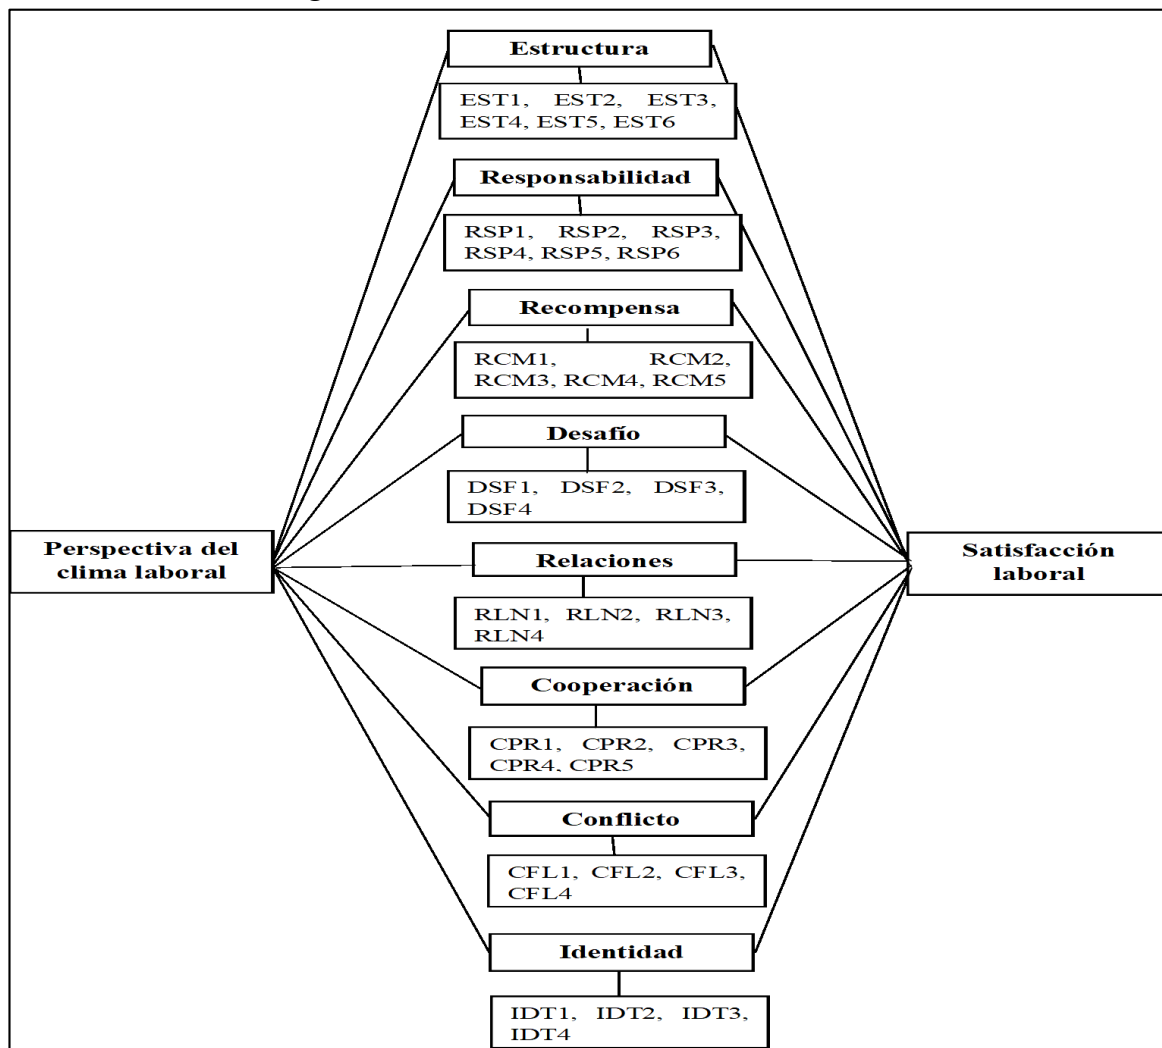 Estructura
EST1, EST2, EST3,
EST4, EST5, EST6
Responsabilidad
RSP1, RSP2, RSP3,
RSP4, RSP5, RSP6
Recompensa
RCM1, RCM2,
RCM3, RCM4, RCM5
Desafío
DSF1, DSF2, DSF3,
DSF4
Perspectiva del
clima laboral
Relaciones
RLN1, RLN2, RLN3,
RLN4
Satisfacción
laboral
Cooperación
CPR1, CPR2, CPR3,
CPR4, CPR5
Conflicto
CFL1, CFL2, CFL3,
CFL4
Identidad
IDT1, IDT2, IDT3,
IDT4